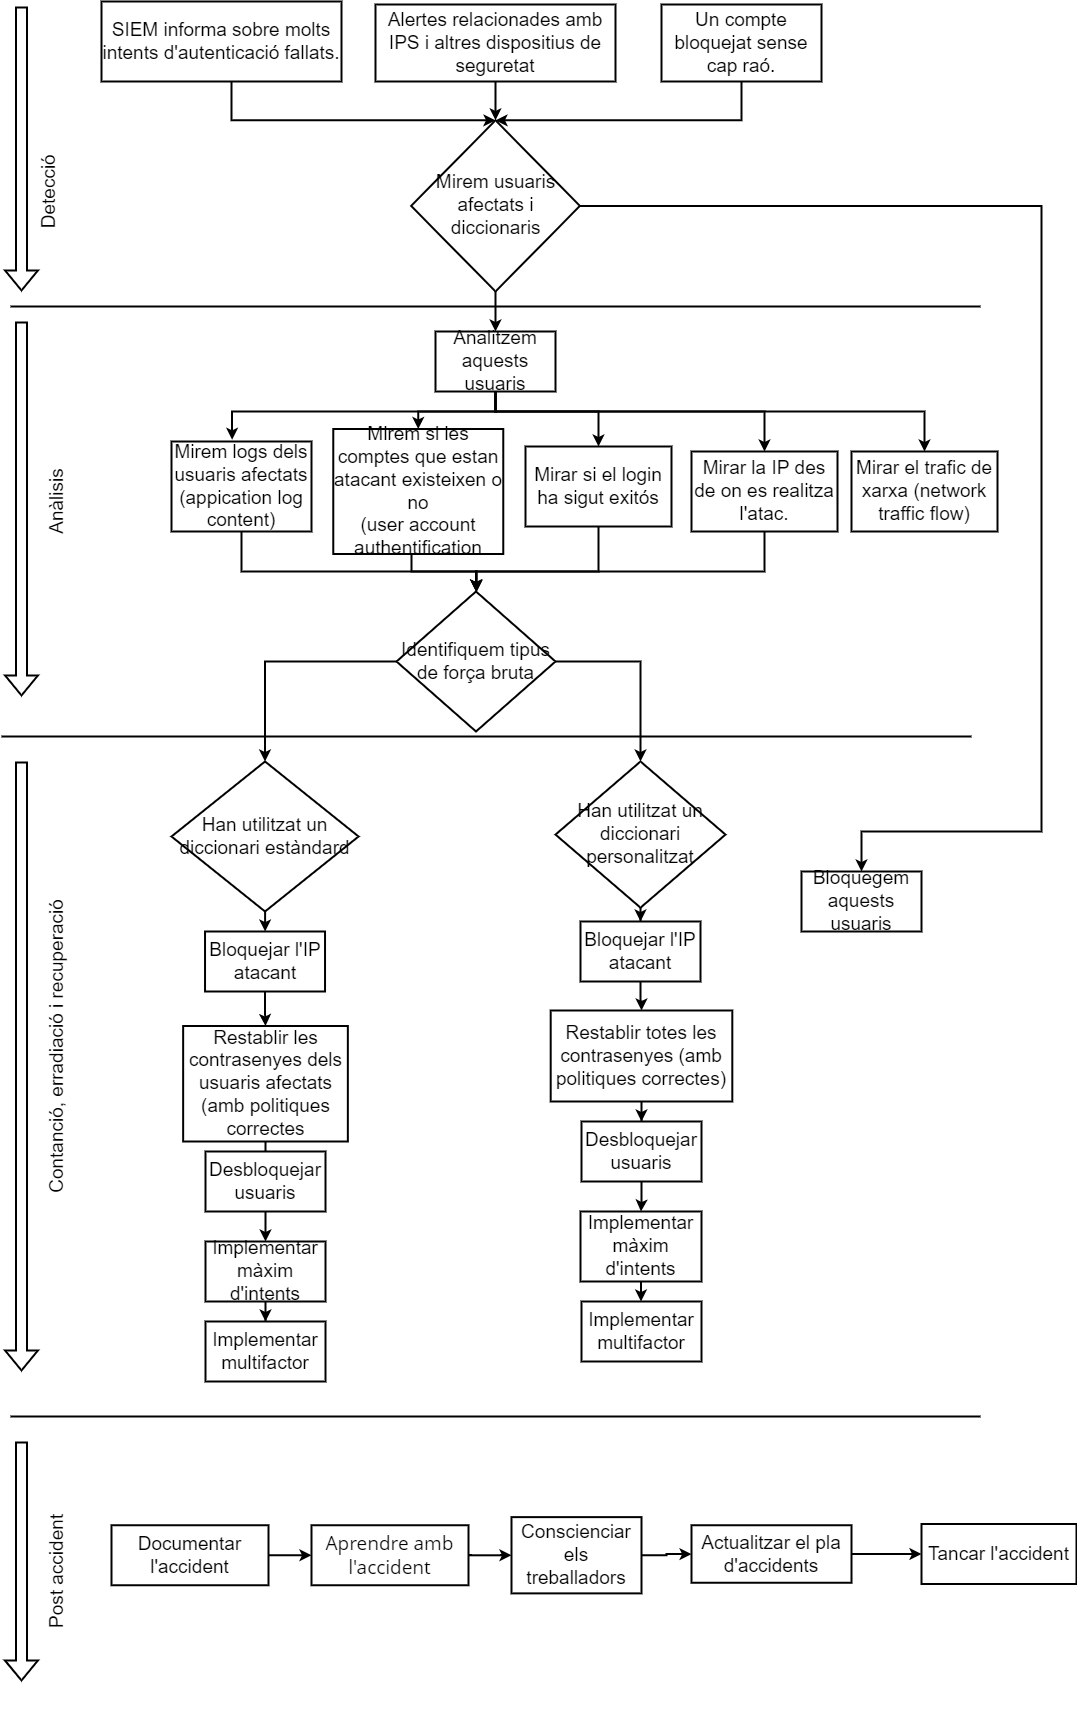 SIEM informa sobre molts
intents d'autenticació fallats.
Alertes relacionades amb
IPS i altres dispositius de
seguretat
Un compte
bloquejat sense
cap raó.
Detecció
Mirem usuaris
afectats i
diccionaris
Analitzem
aquests
usuaris
Anàlisis
Mirem logs dels
usuaris afectats
(appication log
content)
Mirem si les
comptes que estan
atacant existeixen o
no
(user account
authentification
Mirar si el login
ha sigut exitós
Mirar la IP des
de on es realitza
l'atac.
Mirar el trafic de
xarxa (network
traffic flow)
Identifiquem tipus
de força bruta
Contanció, erradiació i recuperació
Han utilitzat un
diccionari estàndard
Bloquejar l'IP
atacant
Restablir les
contrasenyes dels
usuaris afectats
(amb politiques
correctes
Desbloquejar
usuaris
Implementar
màxim
d'intents
Implementar
multifactor
Han utilitzat un
diccionari
personalitzat
Bloquejar l'IP
atacant
Restablir totes les
contrasenyes (amb
politiques correctes)
Desbloquejar
usuaris
Implementar
màxim
d'intents
Implementar
multifactor
Bloquegem
aquests
usuaris
Post accident
Documentar
l'accident
Aprendre amb
l'accident
Conscienciar
els
treballadors
Actualitzar el pla
d'accidents
Tancar l'accident